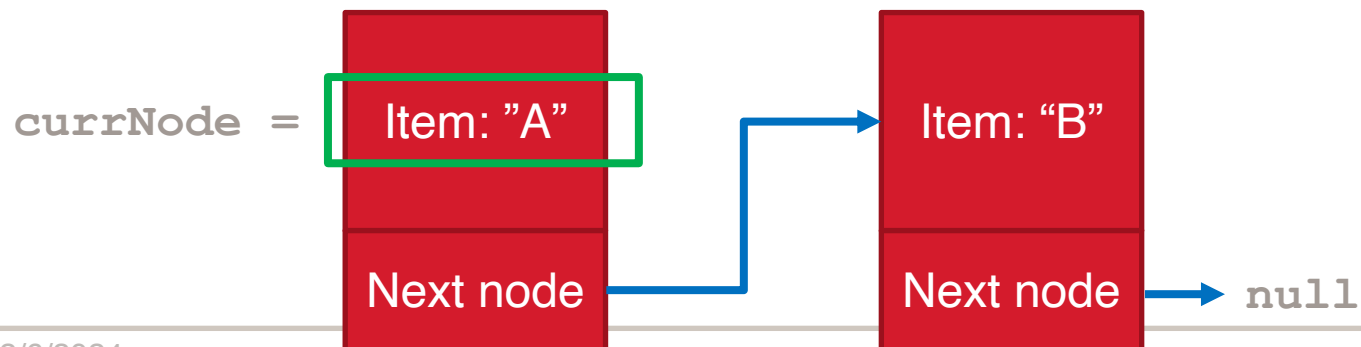 currNode = Item: ”A” Item: “B”
Next node Next node null